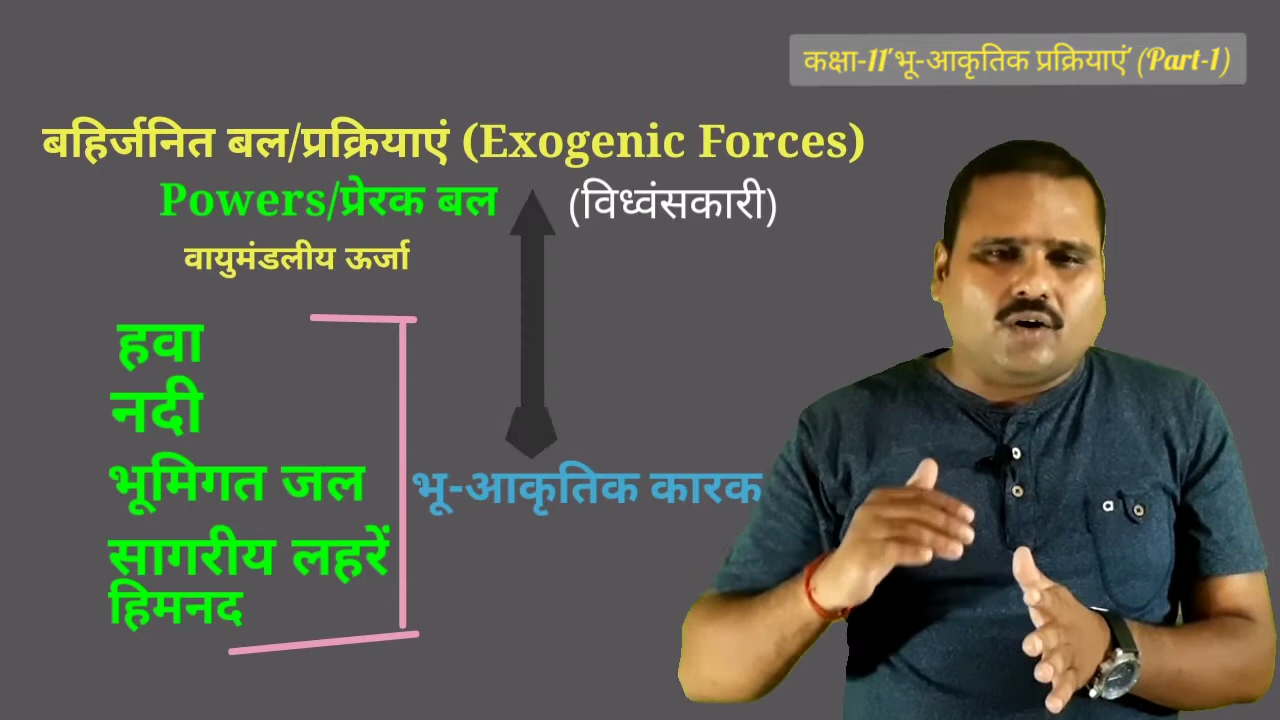 कक्षा-11'भू-आकृतिक प्रक्रियाएं' (Part-1)
बहिर्जनित बल/प्रक्रियाएं (Exogenic Forces)
Powers/प्रेरक बल
(विध्वंसकारी)
वायुमंडलीय ऊर्जा
हवा
नदी
भूमिगत जल
भू-आकृतिक कारक
सागरीय लहरें
हिमनद